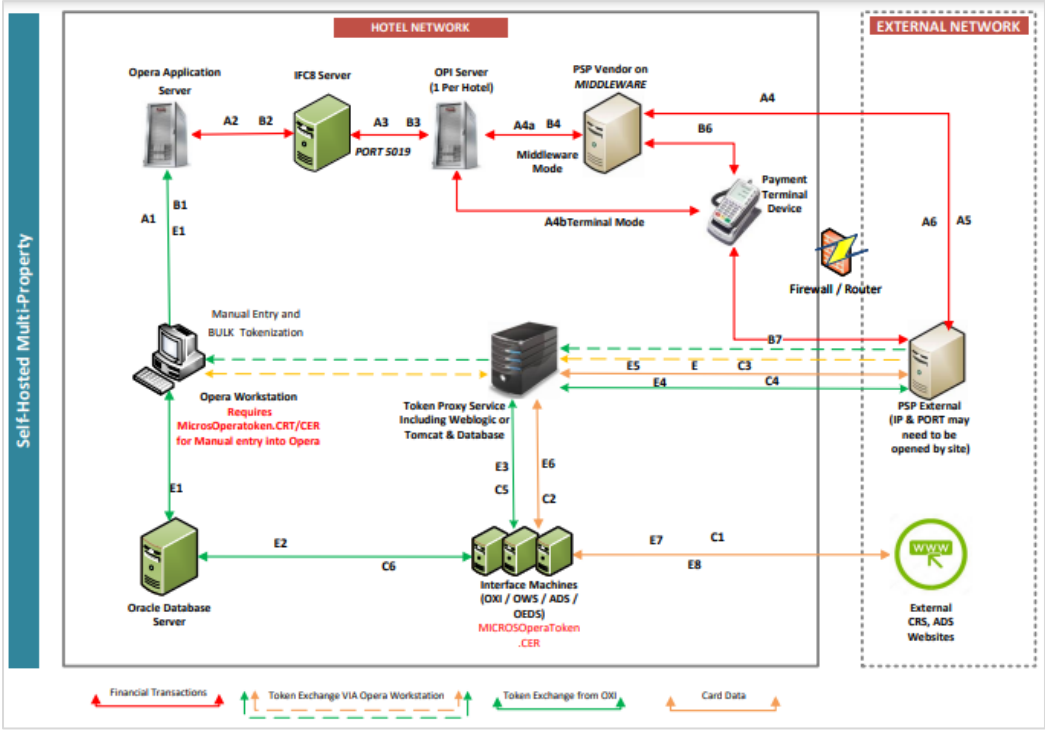 HOTEL NETWORK
EXTERNAL NETWORK
Self-Hosted Multi-Property
Opera Application
Server
IFC8 Server
OPI Server
(1 Per Hotel)
PSP Vendor on
MIDDLEWARE
A2 B2
A3 B3
PORT 5019
A4a B4
Middleware
Mode
A4
B6
Payment
Terminal
Device
A4bTerminal Mode
A6 A5
A1
B1
E1
Firewall / Router
Manual Entry and
BULK Tokenization
B7
E5 E C3
E4 C4
Opera Workstation
Requires
MicrosOperatoken.CRT/CER
for Manual entry into Opera
Token Proxy Service
Including Weblogic or
Tomcat & Database
PSP External
(IP & PORT may
need to be
opened by site)
E3
C5
E6
C2
E1
E2
C6
E7 C1
E8
WWW
Oracle Database
Server
Interface Machines
(OXI / OWS / ADS /
OEDS)
MICROSOperaToken
.CER
External
CRS, ADS
Websites
Financial Transactions
Token Exchange VIA Opera Workstation
Token Exchange from OXI
Card Data